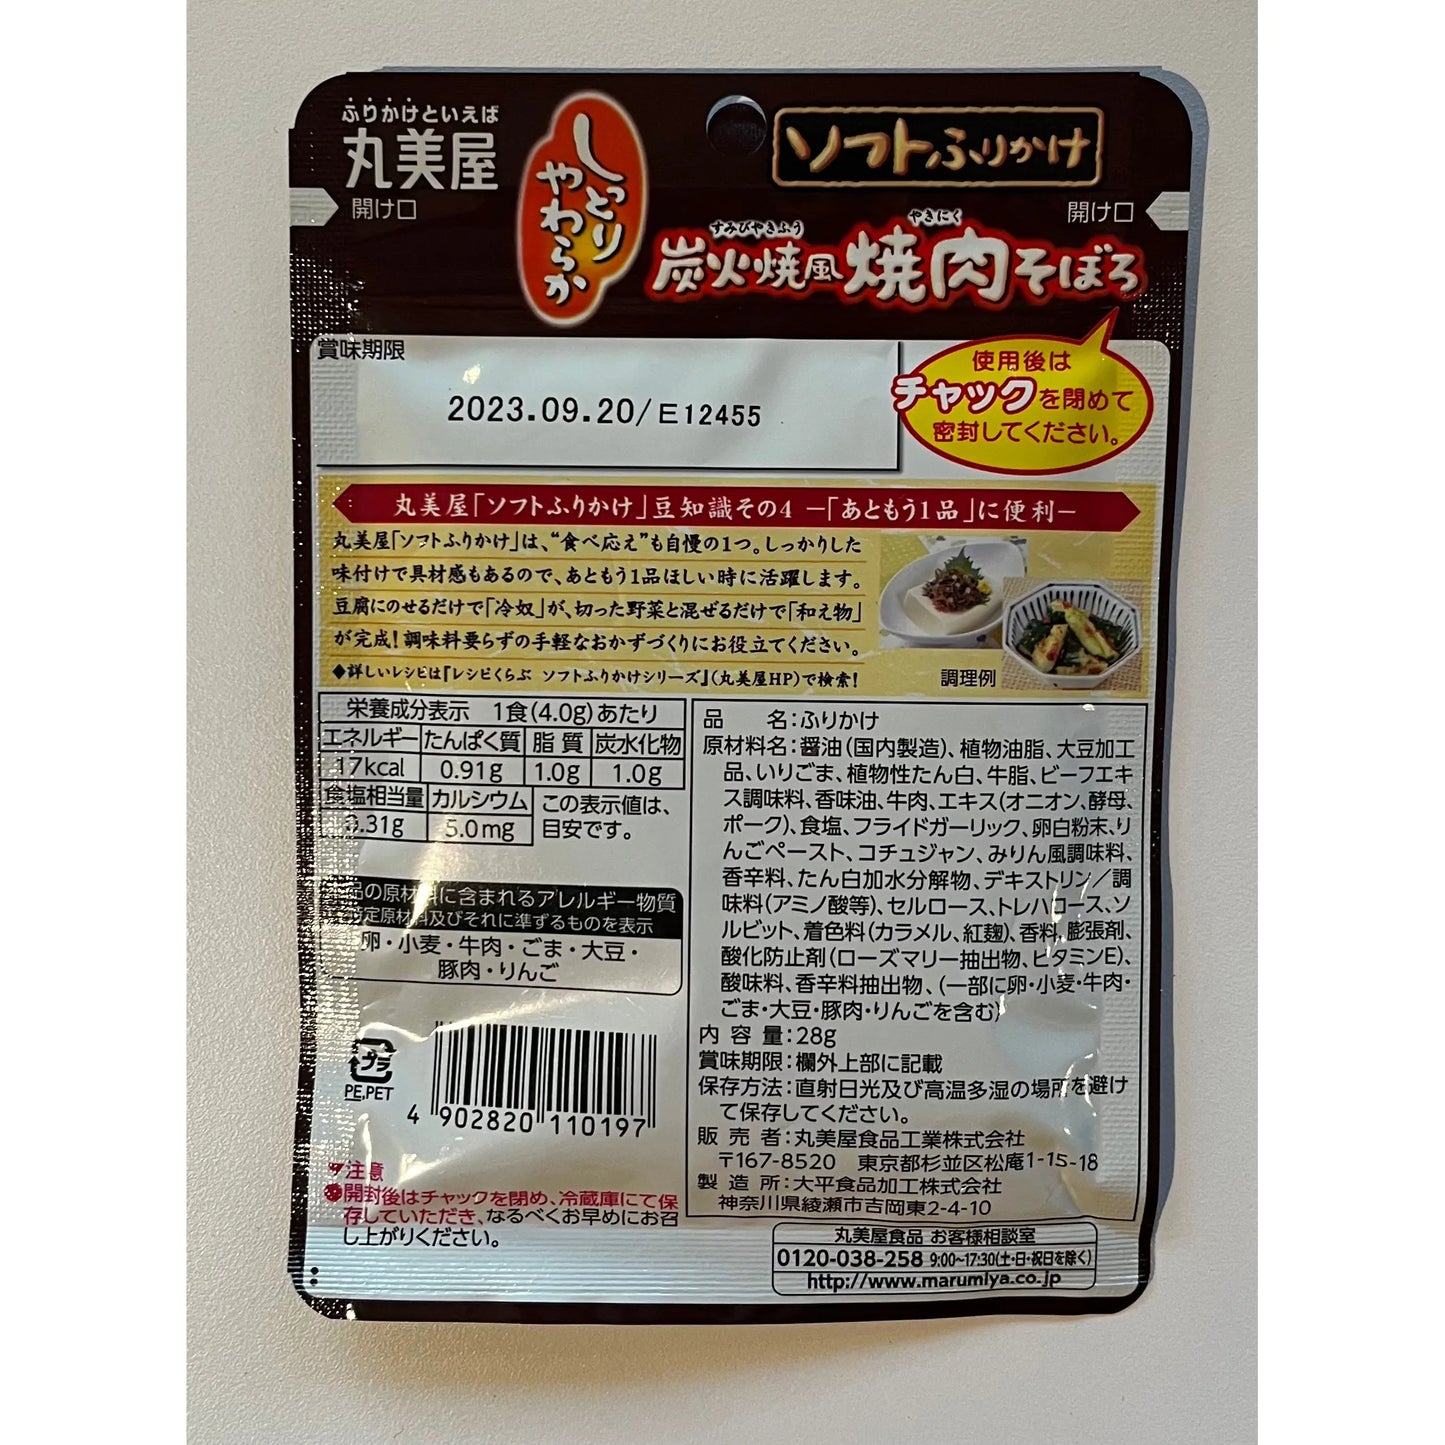 ふりかけといえば
丸美屋
開け口
しっとり
やわらか
ソフトふりかけ
開け口
すみびやきふう やきにく
炭火焼風焼肉そぼろ
賞味期限
2023.09.20/E12455
使用後は
チャックを閉めて
密封してください。
丸美屋「ソフトふりかけ」豆知識その4 −「あともう1品」に便利−
丸美屋「ソフトふりかけ」は、“食べ応え”も自慢の1つ。しっかりした
味付けで具材感もあるので、あともう1品ほしい時に活躍します。
豆腐にのせるだけで「冷奴」が、切った野菜と混ぜるだけで「和え物」
が完成！調味料要らずの手軽なおかずづくりにお役立てください。
◆詳しいレシピは『レシピくらぶ ソフトふりかけシリーズ』（丸美屋HP）で検索！
調理例
栄養成分表示 1食(4.0g)あたり
エネルギー たんぱく質 脂質 炭水化物
17kcal 0.91g 1.0g 1.0g
食塩相当量 カルシウム この表示値は、
0.31g 5.0mg 目安です。
品の原材料に含まれるアレルギー物質
特定原材料及びそれに準ずるものを表示
卵・小麦・牛肉・ごま・大豆・
豚肉・りんご
プラ
PE,PET
4 902820 110197
注意
開封後はチャックを閉め、冷蔵庫にて保
存していただき、なるべくお早めにお召
し上がりください。
品名：ふりかけ
原材料名：醤油（国内製造）、植物油脂、大豆加工
品、いりごま、植物性たん白、牛脂、ビーフエキ
ス調味料、香味油、牛肉、エキス（オニオン、酵母、
ポーク）、食塩、フライドガーリック、卵白粉末、り
んごペースト、コチュジャン、みりん風調味料、
香辛料、たん白加水分解物、デキストリン／調
味料（アミノ酸等）、セルロース、トレハロース、ソ
ルビット、着色料（カラメル、紅麹）、香料、膨張剤、
酸化防止剤（ローズマリー抽出物、ビタミンE）、
酸味料、香辛料抽出物、（一部に卵・小麦・牛肉・
ごま・大豆・豚肉・りんごを含む）
内容量：28g
賞味期限：欄外上部に記載
保存方法：直射日光及び高温多湿の場所を避け
て保存してください。
販売者：丸美屋食品工業株式会社
〒167-8520 東京都杉並区松庵1-15-18
製造所：大平食品加工株式会社
神奈川県綾瀬市吉岡東2-4-10
丸美屋食品 お客様相談室
0120-038-258 9:00〜17:30(土・日・祝日を除く)
http://www.marumiya.co.jp